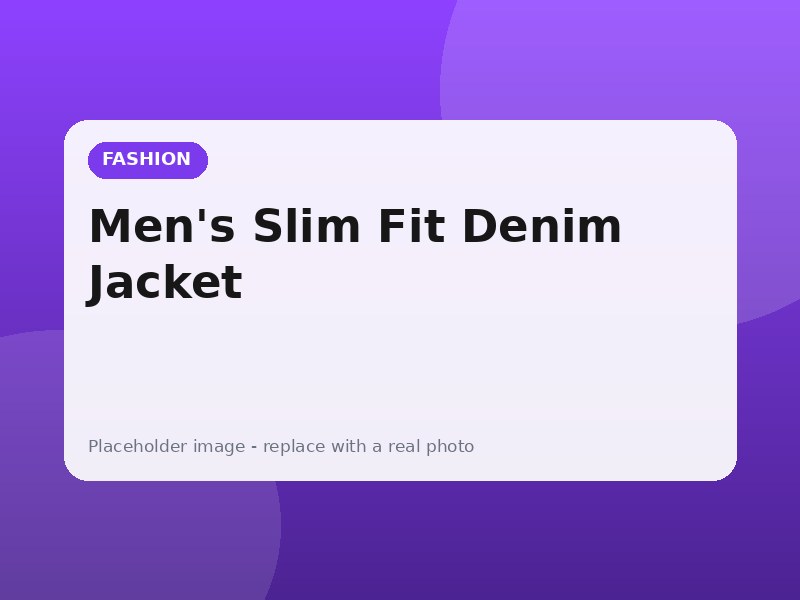 FASHION
Men's Slim Fit Denim
Jacket
Placeholder image - replace with a real photo